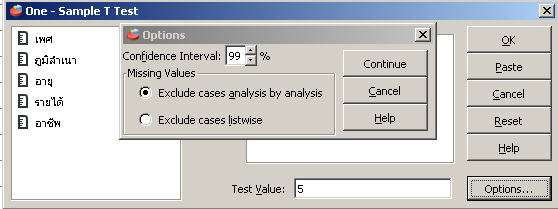 One - Sample T Test
เพศ
ภูมิลำเนา
อายุ
รายได้
อาชีพ
Options
Confidence Interval: 99 %
Missing Values
Exclude cases analysis by analysis
Exclude cases listwise
Continue
Cancel
Help
Test Value: 5
OK
Paste
Cancel
Reset
Help
Options...